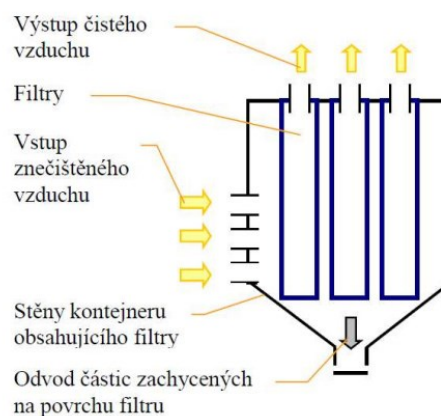 Výstup čistého
vzduchu
Filtry
Vstup
znečištěného
vzduchu
Stěny kontejneru
obsahujícího filtry
Odvod částic zachycených
na povrchu filtru